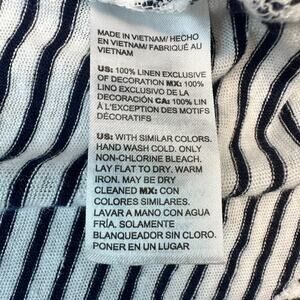 MADE IN VIETNAM/ HECHO
EN VIETNAM/ FABRIQUÉ AU
VIETNAM
US: 100% LINEN EXCLUSIVE
OF DECORATION MX: 100%
LINO EXCLUSIVO DE LA
DECORACIÓN CA: 100% LIN
À L'EXCEPTION DES MOTIFS
DÉCORATIFS
US: WITH SIMILAR COLORS.
HAND WASH COLD. ONLY
NON-CHLORINE BLEACH.
LAY FLAT TO DRY. WARM
IRON. MAY BE DRY
CLEANED MX: CON
COLORES SIMILARES.
LAVAR A MANO CON AGUA
FRÍA. SOLAMENTE
BLANQUEADOR SIN CLORO.
PONER EN UN LUGAR